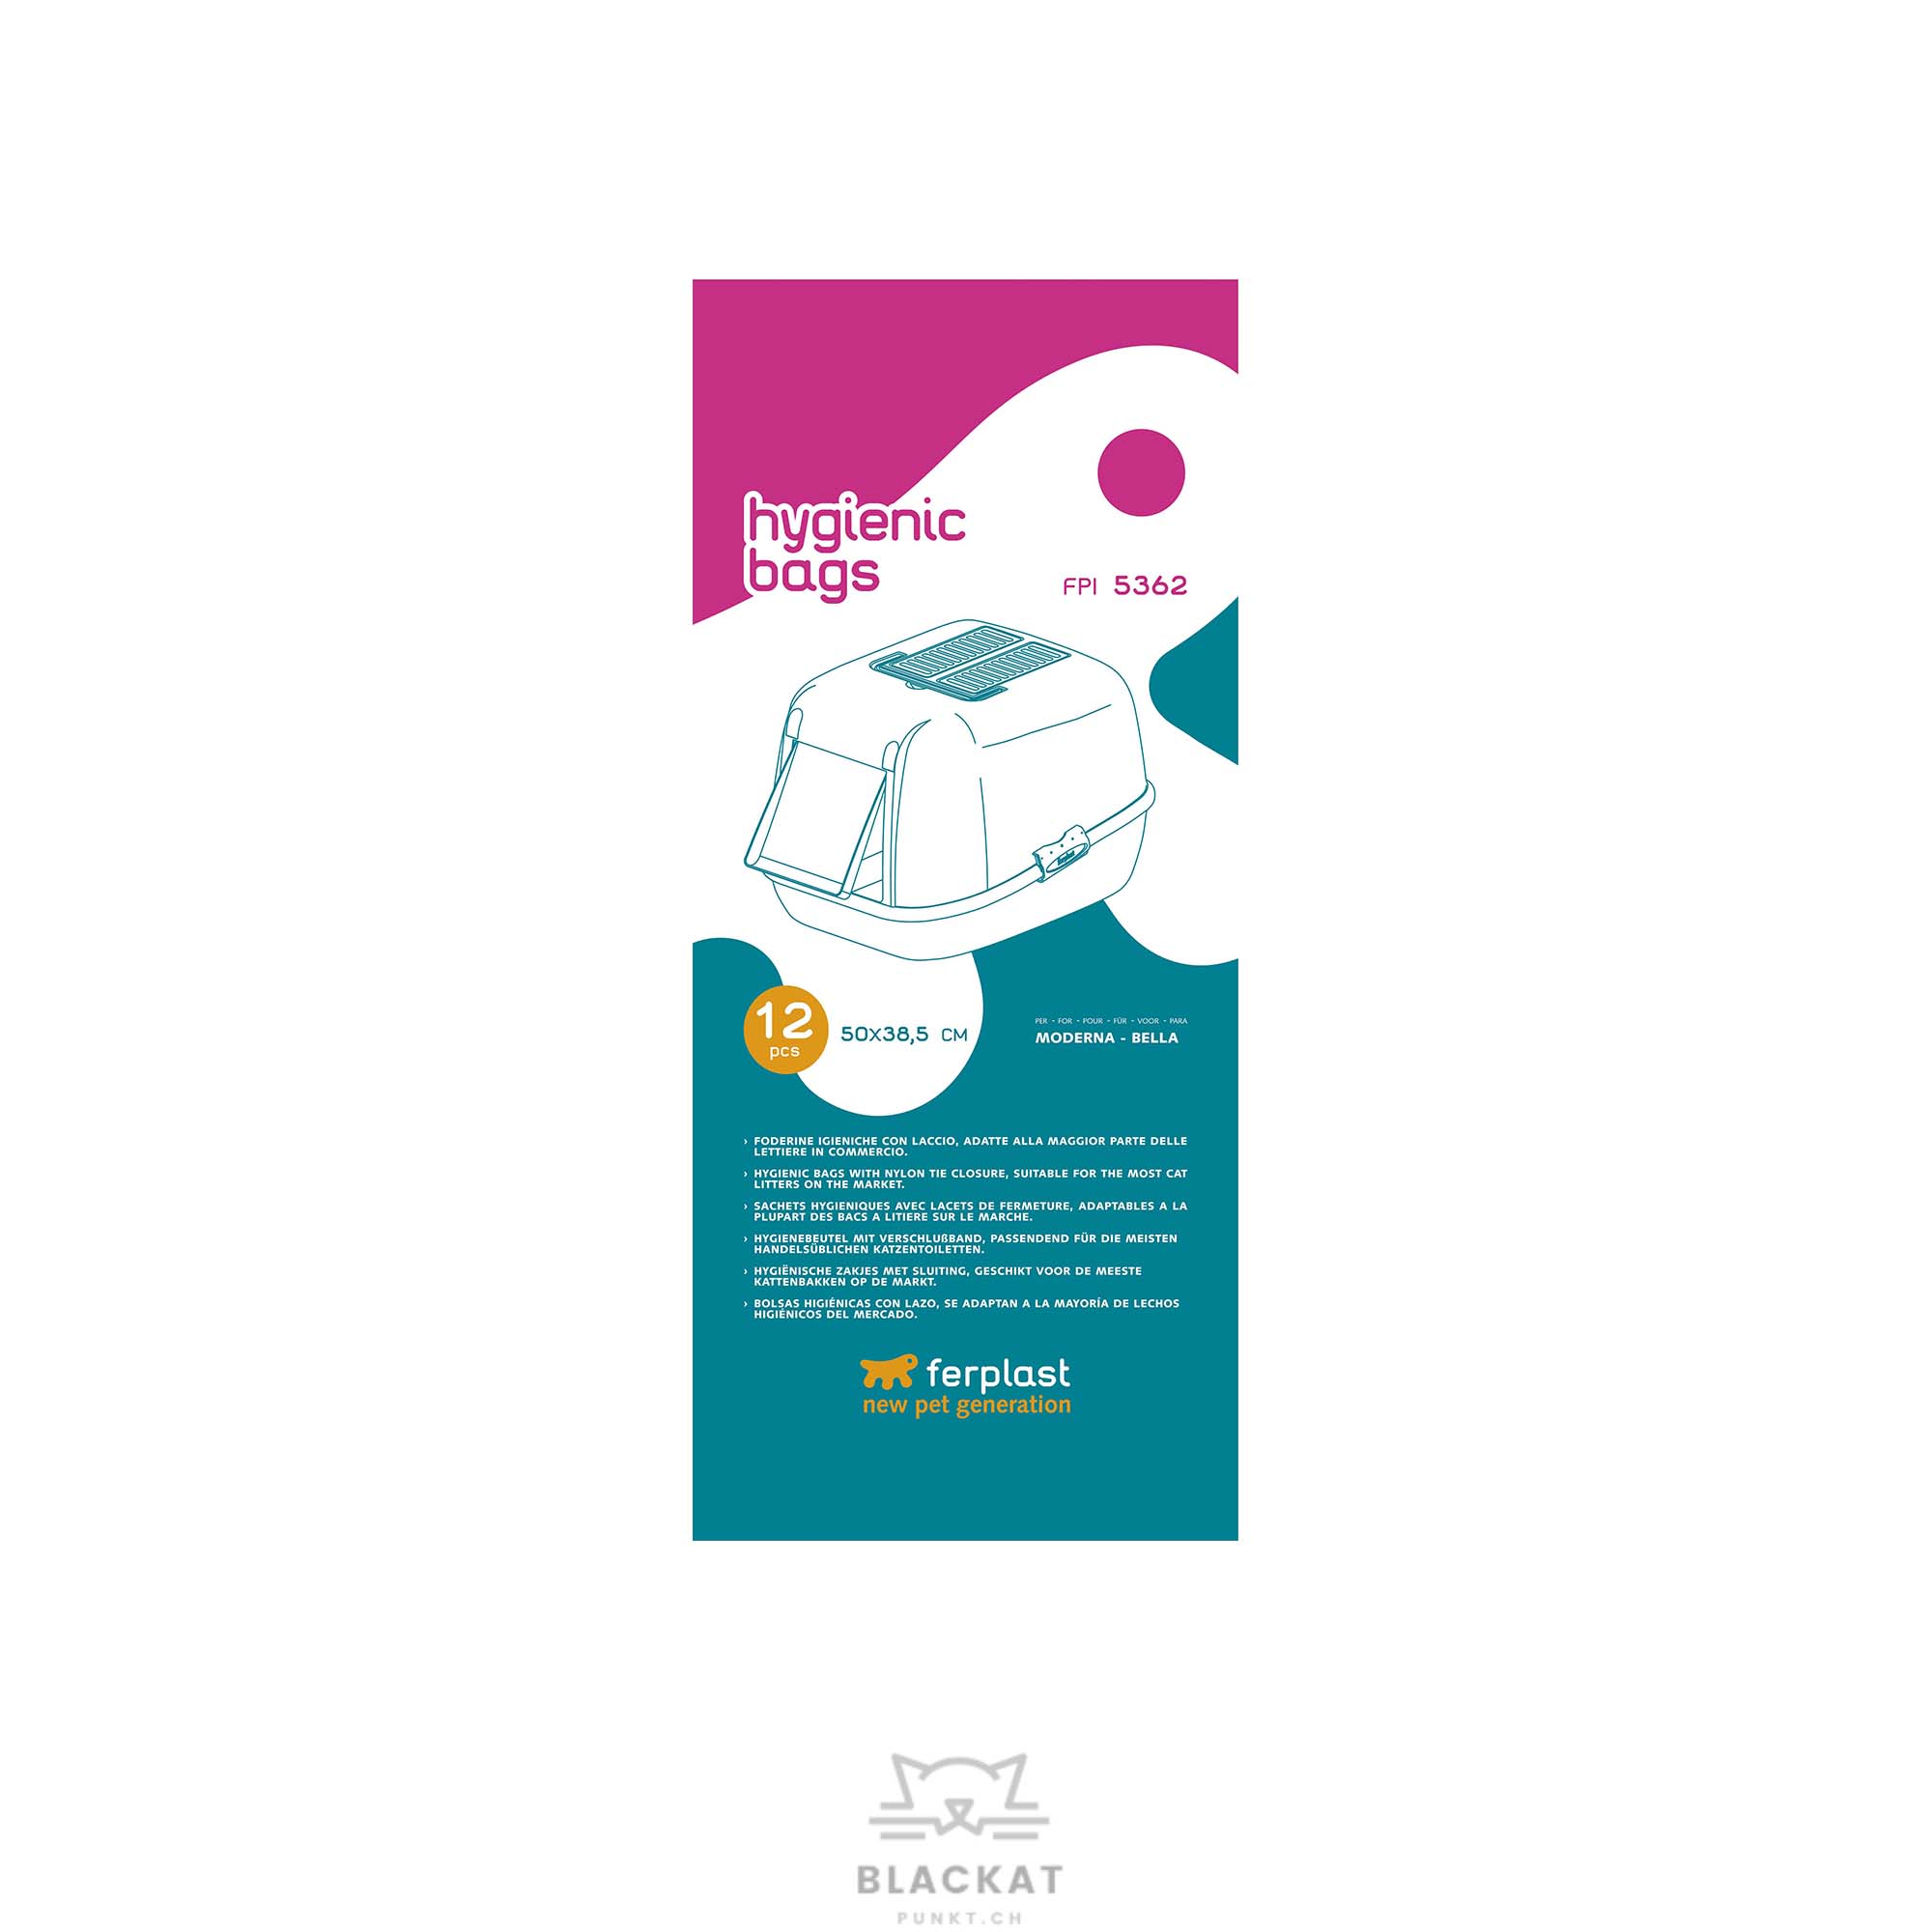 hygienic
bags
FPI 5362
12
pcs
50x38,5 CM
PER - FOR - POUR - FÜR - VOOR - PARA
MODERNA - BELLA
› FODERINE IGIENICHE CON LACCIO, ADATTE ALLA MAGGIOR PARTE DELLE
LETTIERE IN COMMERCIO.
› HYGIENIC BAGS WITH NYLON TIE CLOSURE, SUITABLE FOR THE MOST CAT
LITTERS ON THE MARKET.
› SACHETS HYGIENIQUES AVEC LACETS DE FERMETURE, ADAPTABLES A LA
PLUPART DES BACS A LITIERE SUR LE MARCHE.
› HYGIENEBEUTEL MIT VERSCHLUßBAND, PASSENDEND FÜR DIE MEISTEN
HANDELSÜBLICHEN KATZENTOILETTEN.
› HYGIËNISCHE ZAKJES MET SLUITING, GESCHIKT VOOR DE MEESTE
KATTENBAKKEN OP DE MARKT.
› BOLSAS HIGIÉNICAS CON LAZO, SE ADAPTAN A LA MAYORÍA DE LECHOS
HIGIÉNICOS DEL MERCADO.
ferplast
new pet generation
BLACKAT
PUNKT.CH